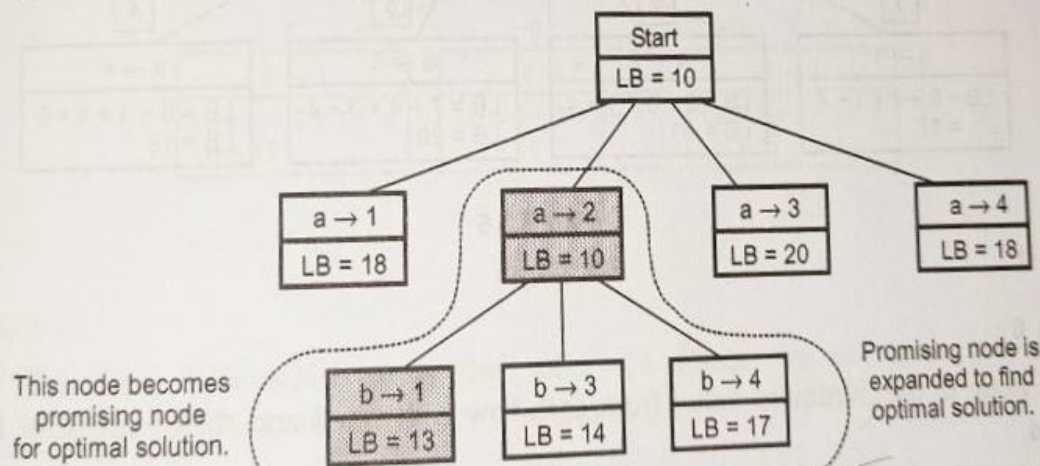 Start
LB = 10
a → 1
LB = 18
a → 2
LB = 10
a → 3
LB = 20
a → 4
LB = 18
b → 1
LB = 13
b → 3
LB = 14
b → 4
LB = 17
This node becomes
promising node
for optimal solution.
Promising node is
expanded to find
optimal solution.